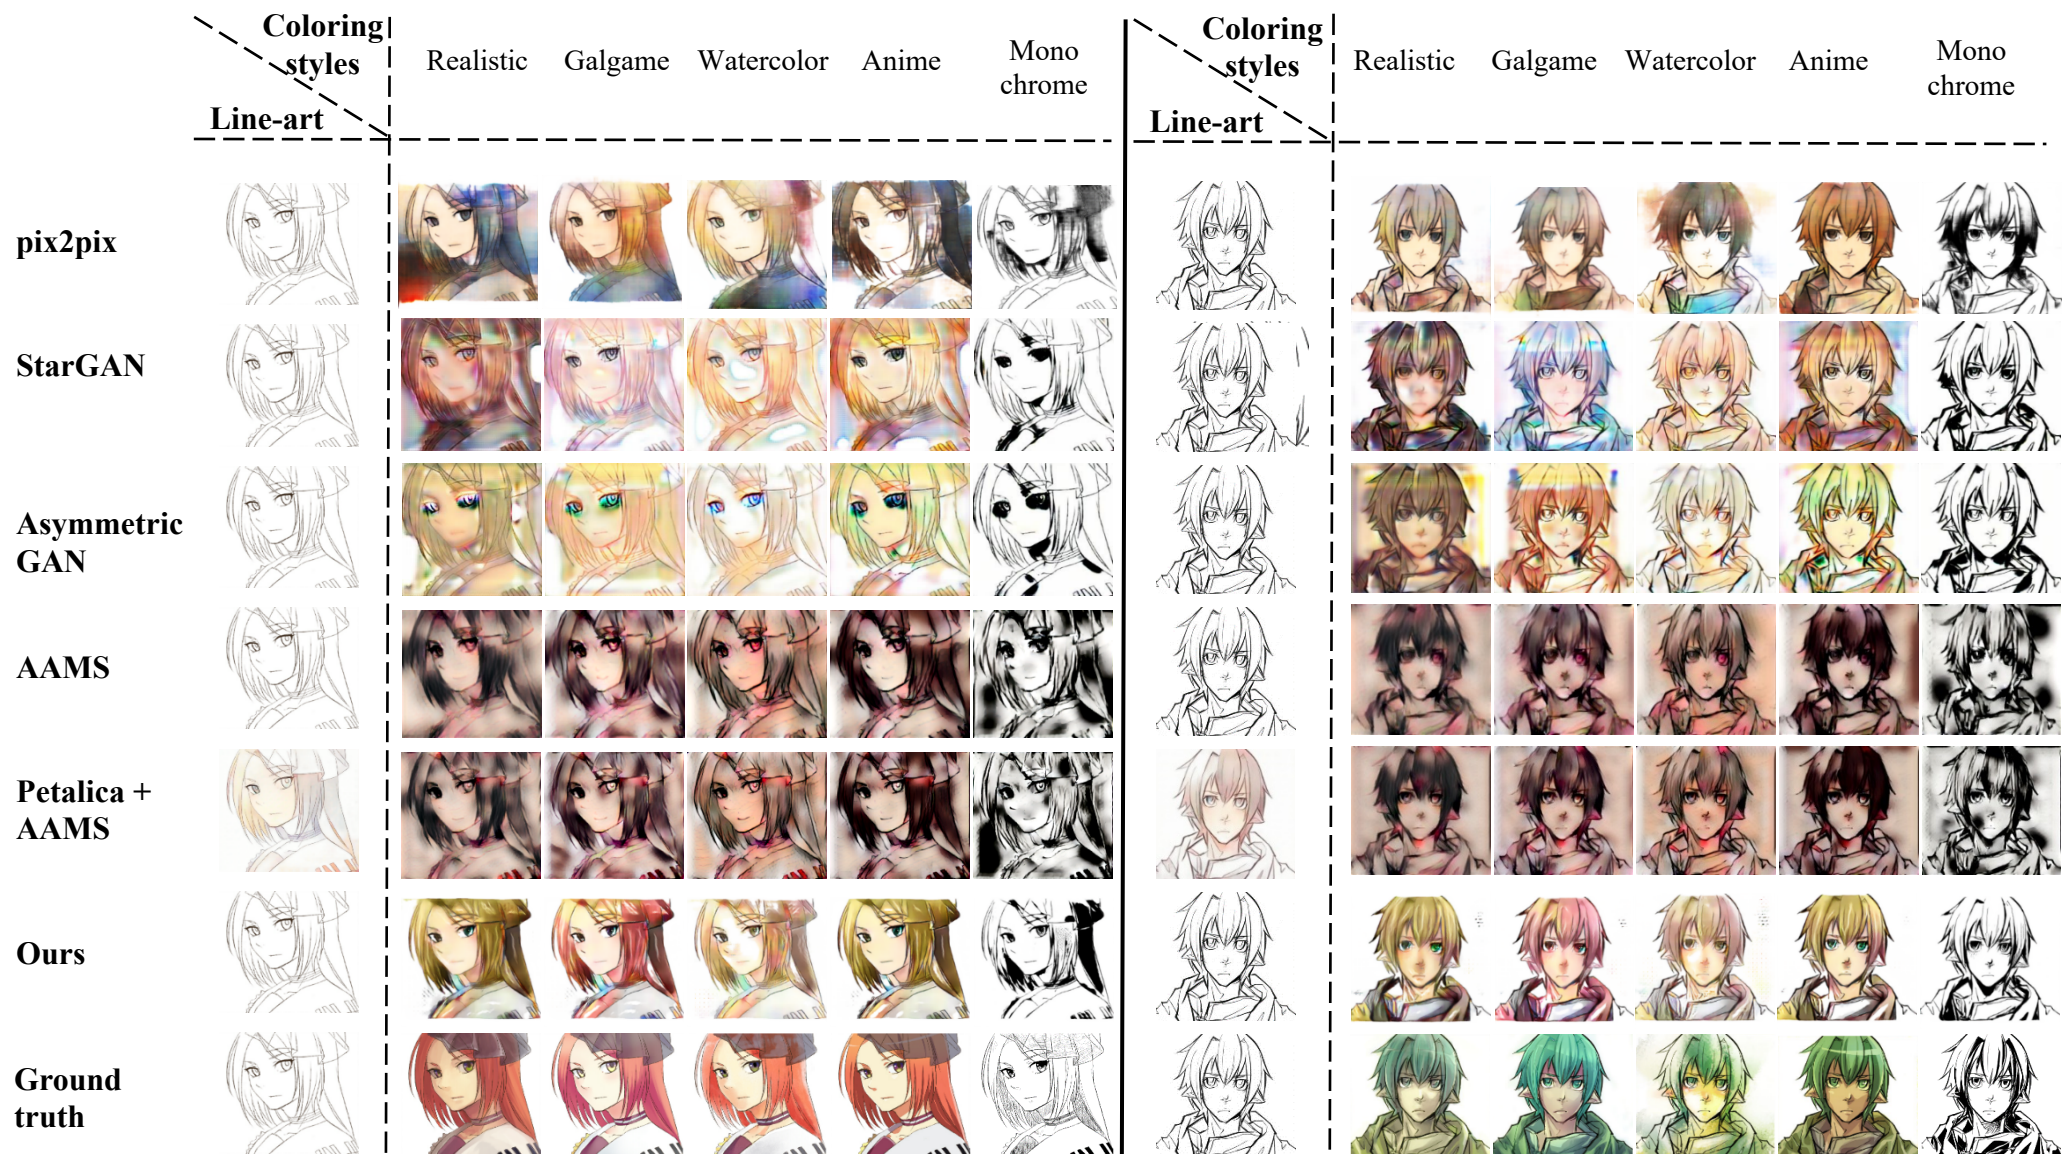 Coloring
styles
Line-art
Realistic
Galgame
Watercolor
Anime
Mono
chrome
Coloring
styles
Line-art
Realistic
Galgame
Watercolor
Anime
Mono
chrome
pix2pix
StarGAN
Asymmetric
GAN
AAMS
Petalica +
AAMS
Ours
Ground
truth